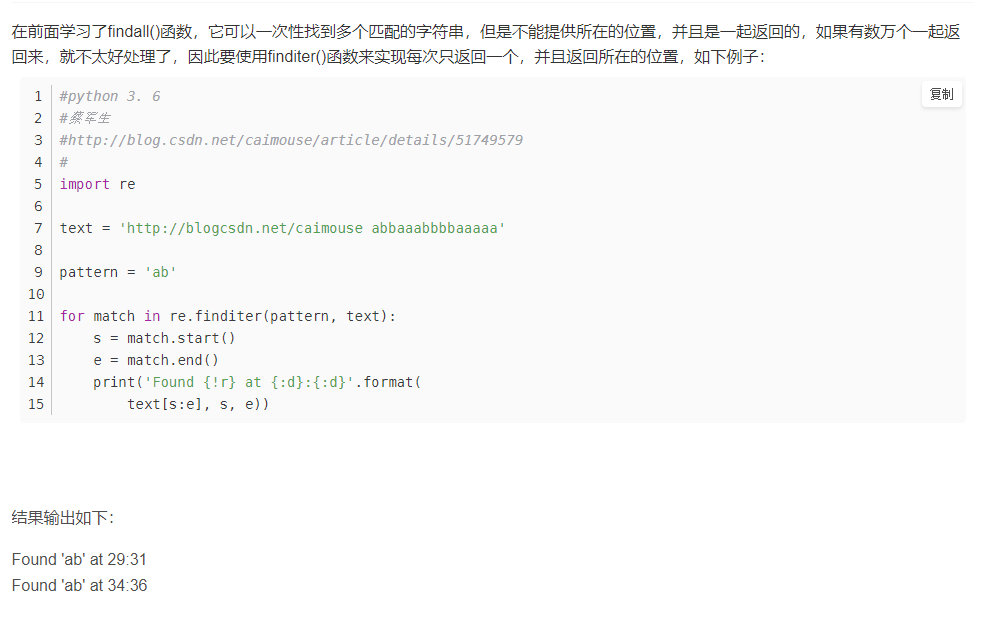 在前面学习了findall()函数，它可以一次性找到多个匹配的字符串，但是不能提供所在的位置，并且是一起返回的，如果有数万个一起返
回来，就不太好处理了，因此要使用finditer()函数来实现每次只返回一个，并且返回所在的位置，如下例子：
复制
1 #python 3. 6
2 #蔡军生
3 #http://blog.csdn.net/caimouse/article/details/51749579
4 #
5 import re
6
7 text = 'http://blogcsdn.net/caimouse abbaaabbbbaaaaa'
8
9 pattern = 'ab'
10
11 for match in re.finditer(pattern, text):
12     s = match.start()
13     e = match.end()
14     print('Found {!r} at {:d}:{:d}'.format(
15         text[s:e], s, e))
结果输出如下：
Found 'ab' at 29:31
Found 'ab' at 34:36